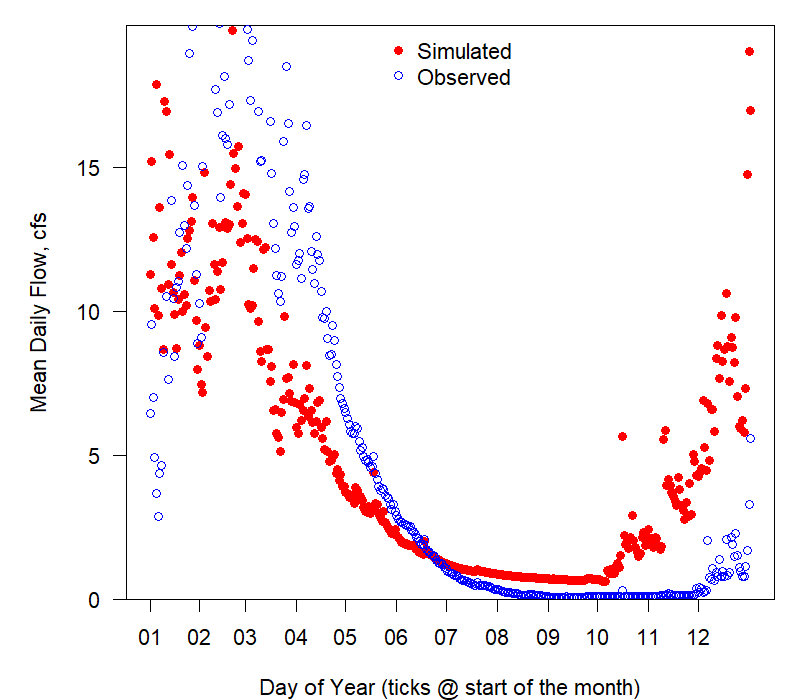 Simulated
Observed
Mean Daily Flow, cfs
15
10
5
0
01 02 03 04 05 06 07 08 09 10 11 12
Day of Year (ticks @ start of the month)